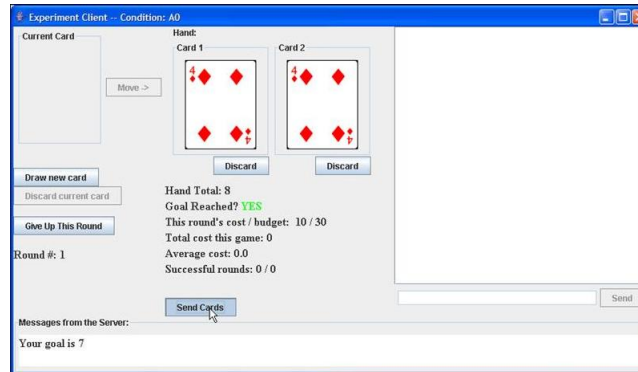 Experiment Client -- Condition: A0
Current Card
Hand:
Card 1
Card 2
4
4
4
4
Move ->
Discard
Discard
Draw new card
Discard current card
Give Up This Round
Round #: 1
Hand Total: 8
Goal Reached? YES
This round's cost / budget: 10 / 30
Total cost this game: 0
Average cost: 0.0
Successful rounds: 0 / 0
Send Cards
Send
Messages from the Server:
Your goal is 7